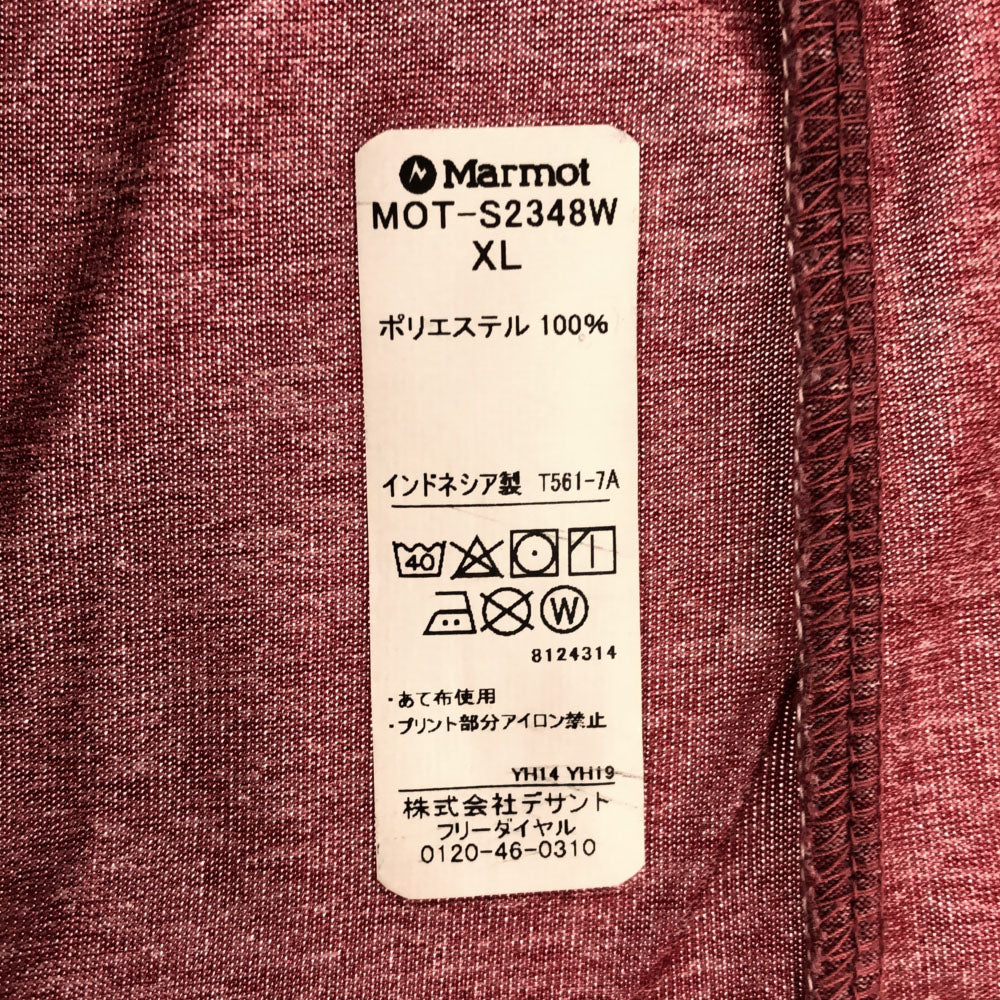 Marmot
MOT-S2348W
XL
ポリエステル 100%
インドネシア製 T561-7A
40
W
8124314
・あて布使用
・プリント部分アイロン禁止
YH14 YH19
株式会社デサント
フリーダイヤル
0120-46-0310